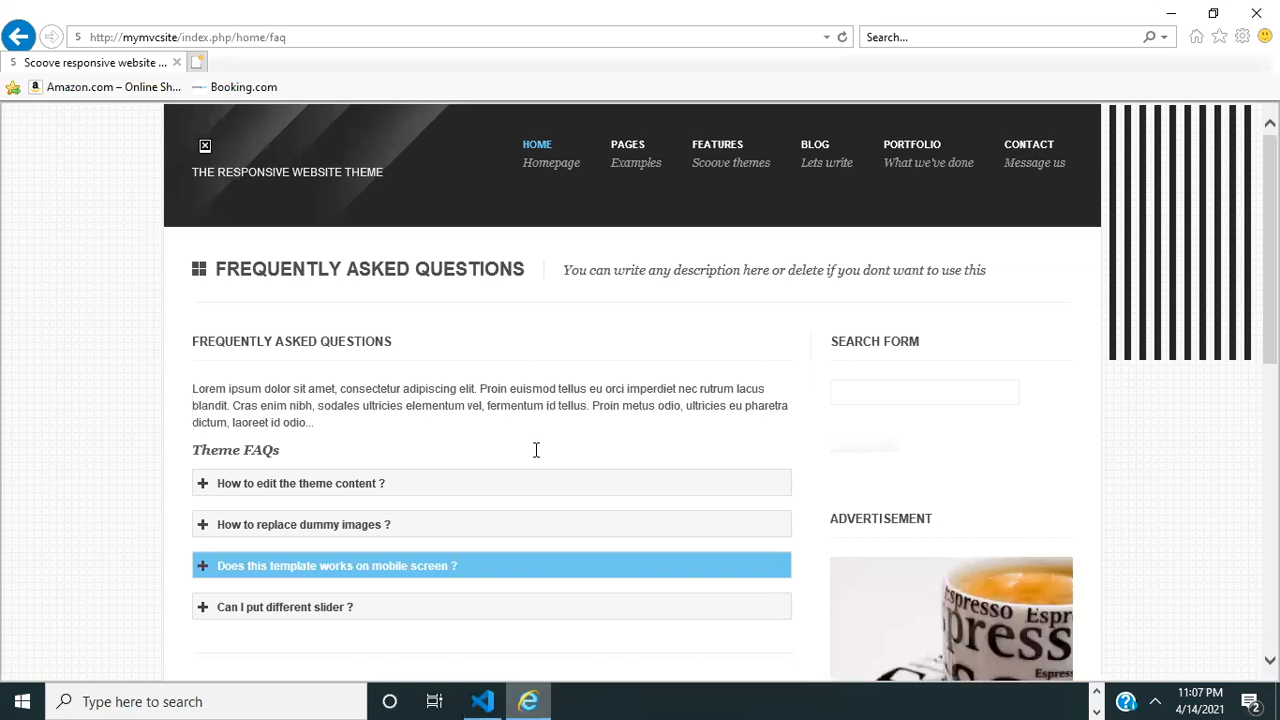 http://mymvcsite/index.php/home/faq
Search...
Scoove responsive website ...
Amazon.com – Online Sh...
Booking.com
HOME
Homepage
PAGES
Examples
FEATURES
Scoove themes
BLOG
Lets write
PORTFOLIO
What we've done
CONTACT
Message us
THE RESPONSIVE WEBSITE THEME
FREQUENTLY ASKED QUESTIONS
You can write any description here or delete if you dont want to use this
FREQUENTLY ASKED QUESTIONS
Lorem ipsum dolor sit amet, consectetur adipiscing elit. Proin euismod tellus eu orci imperdiet nec rutrum lacus
blandit. Cras enim nibh, sodales ultricies elementum vel, fermentum id tellus. Proin metus odio, ultricies eu pharetra
dictum, laoreet id odio...
Theme FAQs
How to edit the theme content ?
How to replace dummy images ?
Does this template works on mobile screen ?
Can I put different slider ?
SEARCH FORM
ADVERTISEMENT
Espresso
Espresso
Type here to search
11:07 PM
4/14/2021
2